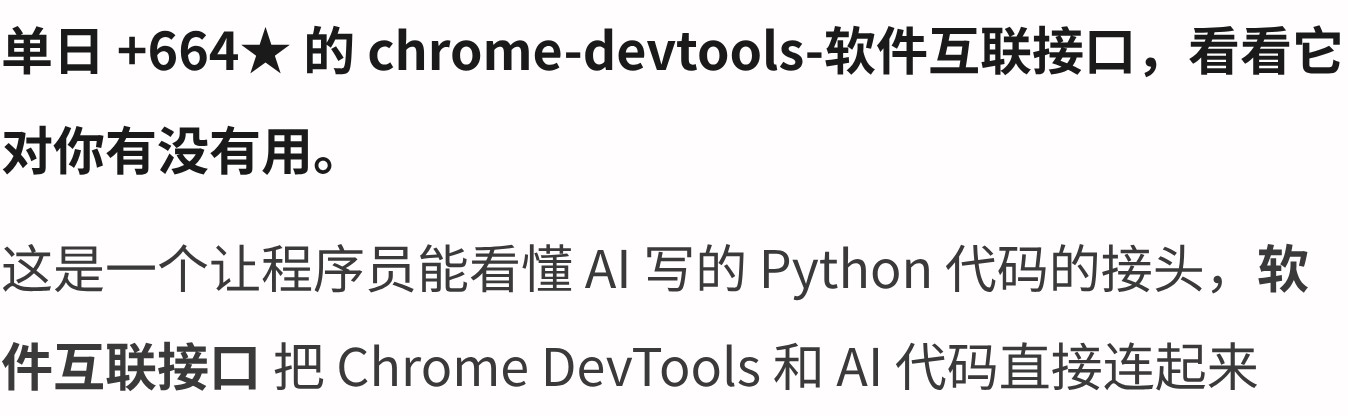 单日 +664★ 的 chrome-devtools-软件互联接口，看看它
对你有没有用。
这是一个让程序员能看懂 AI 写的 Python 代码的接头，软
件互联接口 把 Chrome DevTools 和 AI 代码直接连起来